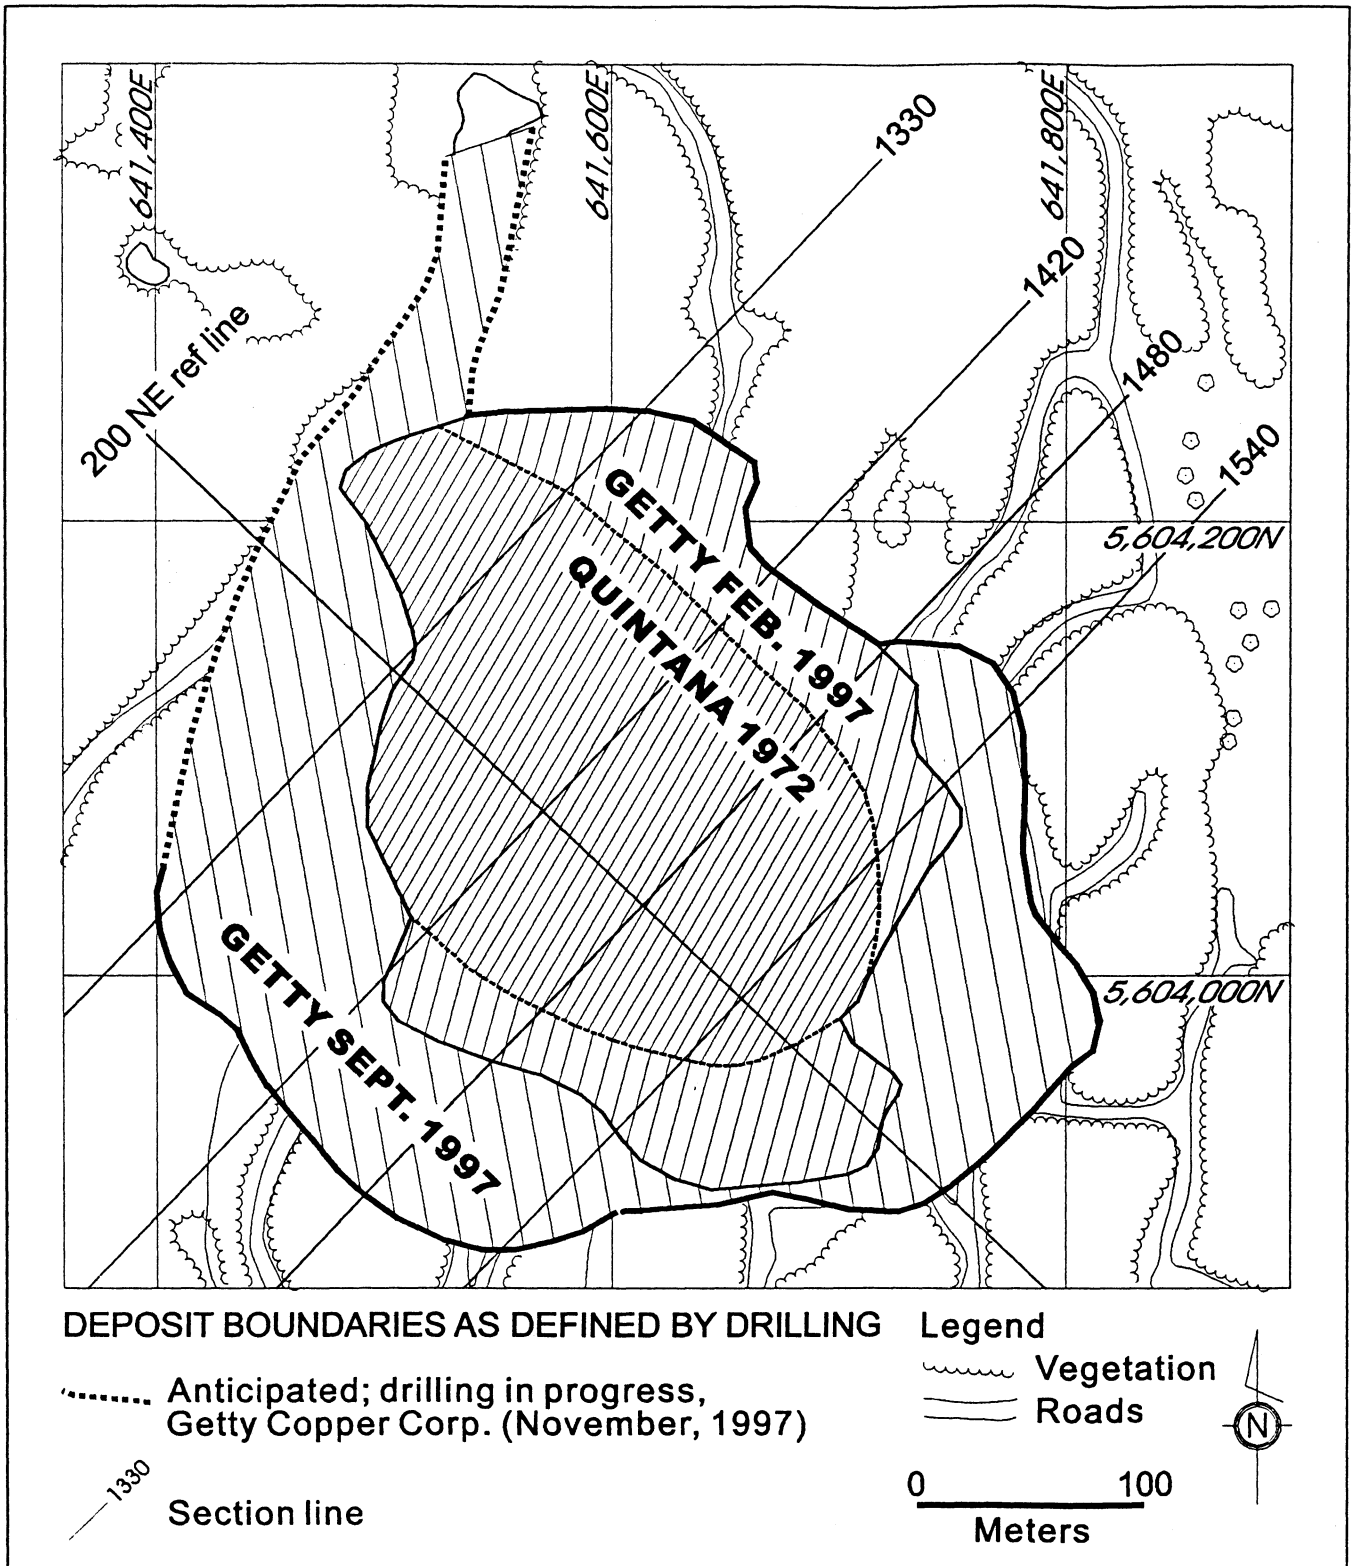 641,400E
641,600E
641,800E
1330
1420
1480
1540
200 NE ref line
5,604,200N
GETTY FEB. 1997
QUINTANA 1972
GETTY SEPT. 1997
5,604,000N
DEPOSIT BOUNDARIES AS DEFINED BY DRILLING
Anticipated; drilling in progress,
Getty Copper Corp. (November, 1997)
1330
Section line
Legend
Vegetation
Roads
N
0 100
Meters